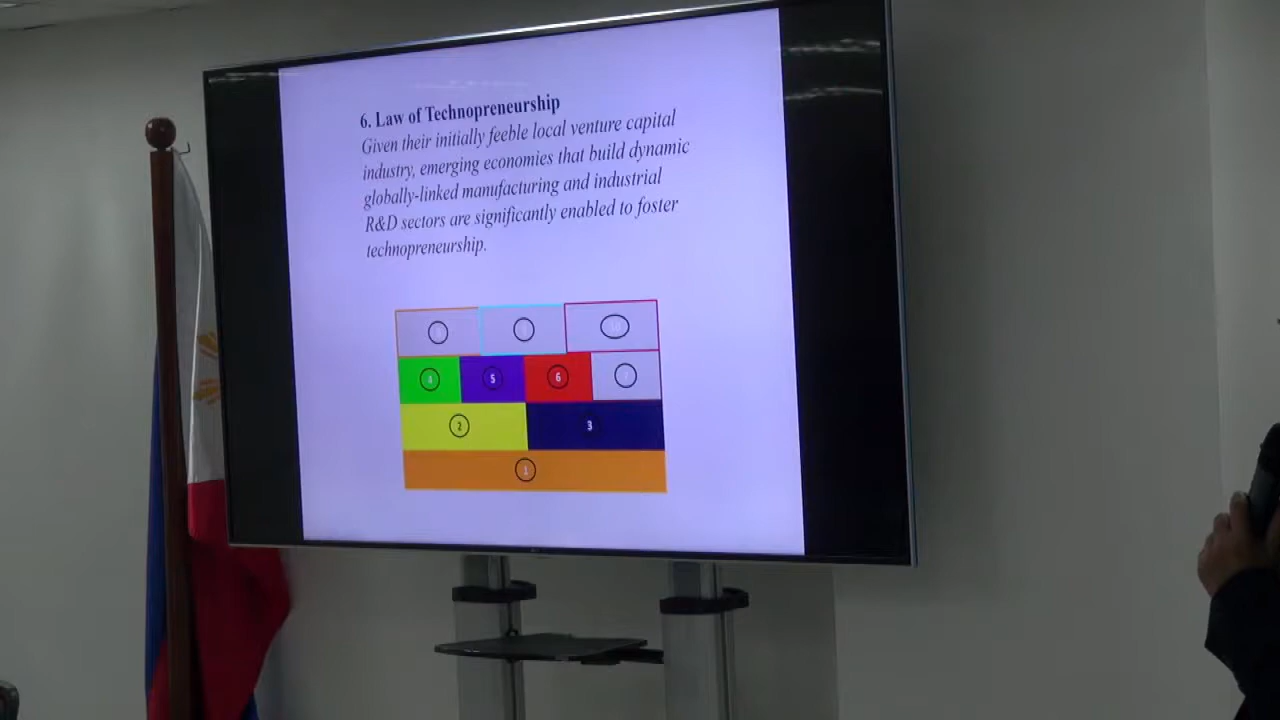 6. Law of Technopreneurship
Given their initially feeble local venture capital
industry, emerging economies that build dynamic
globally-linked manufacturing and industrial
R&D sectors are significantly enabled to foster
technopreneurship.
4 5 6
2 3
1